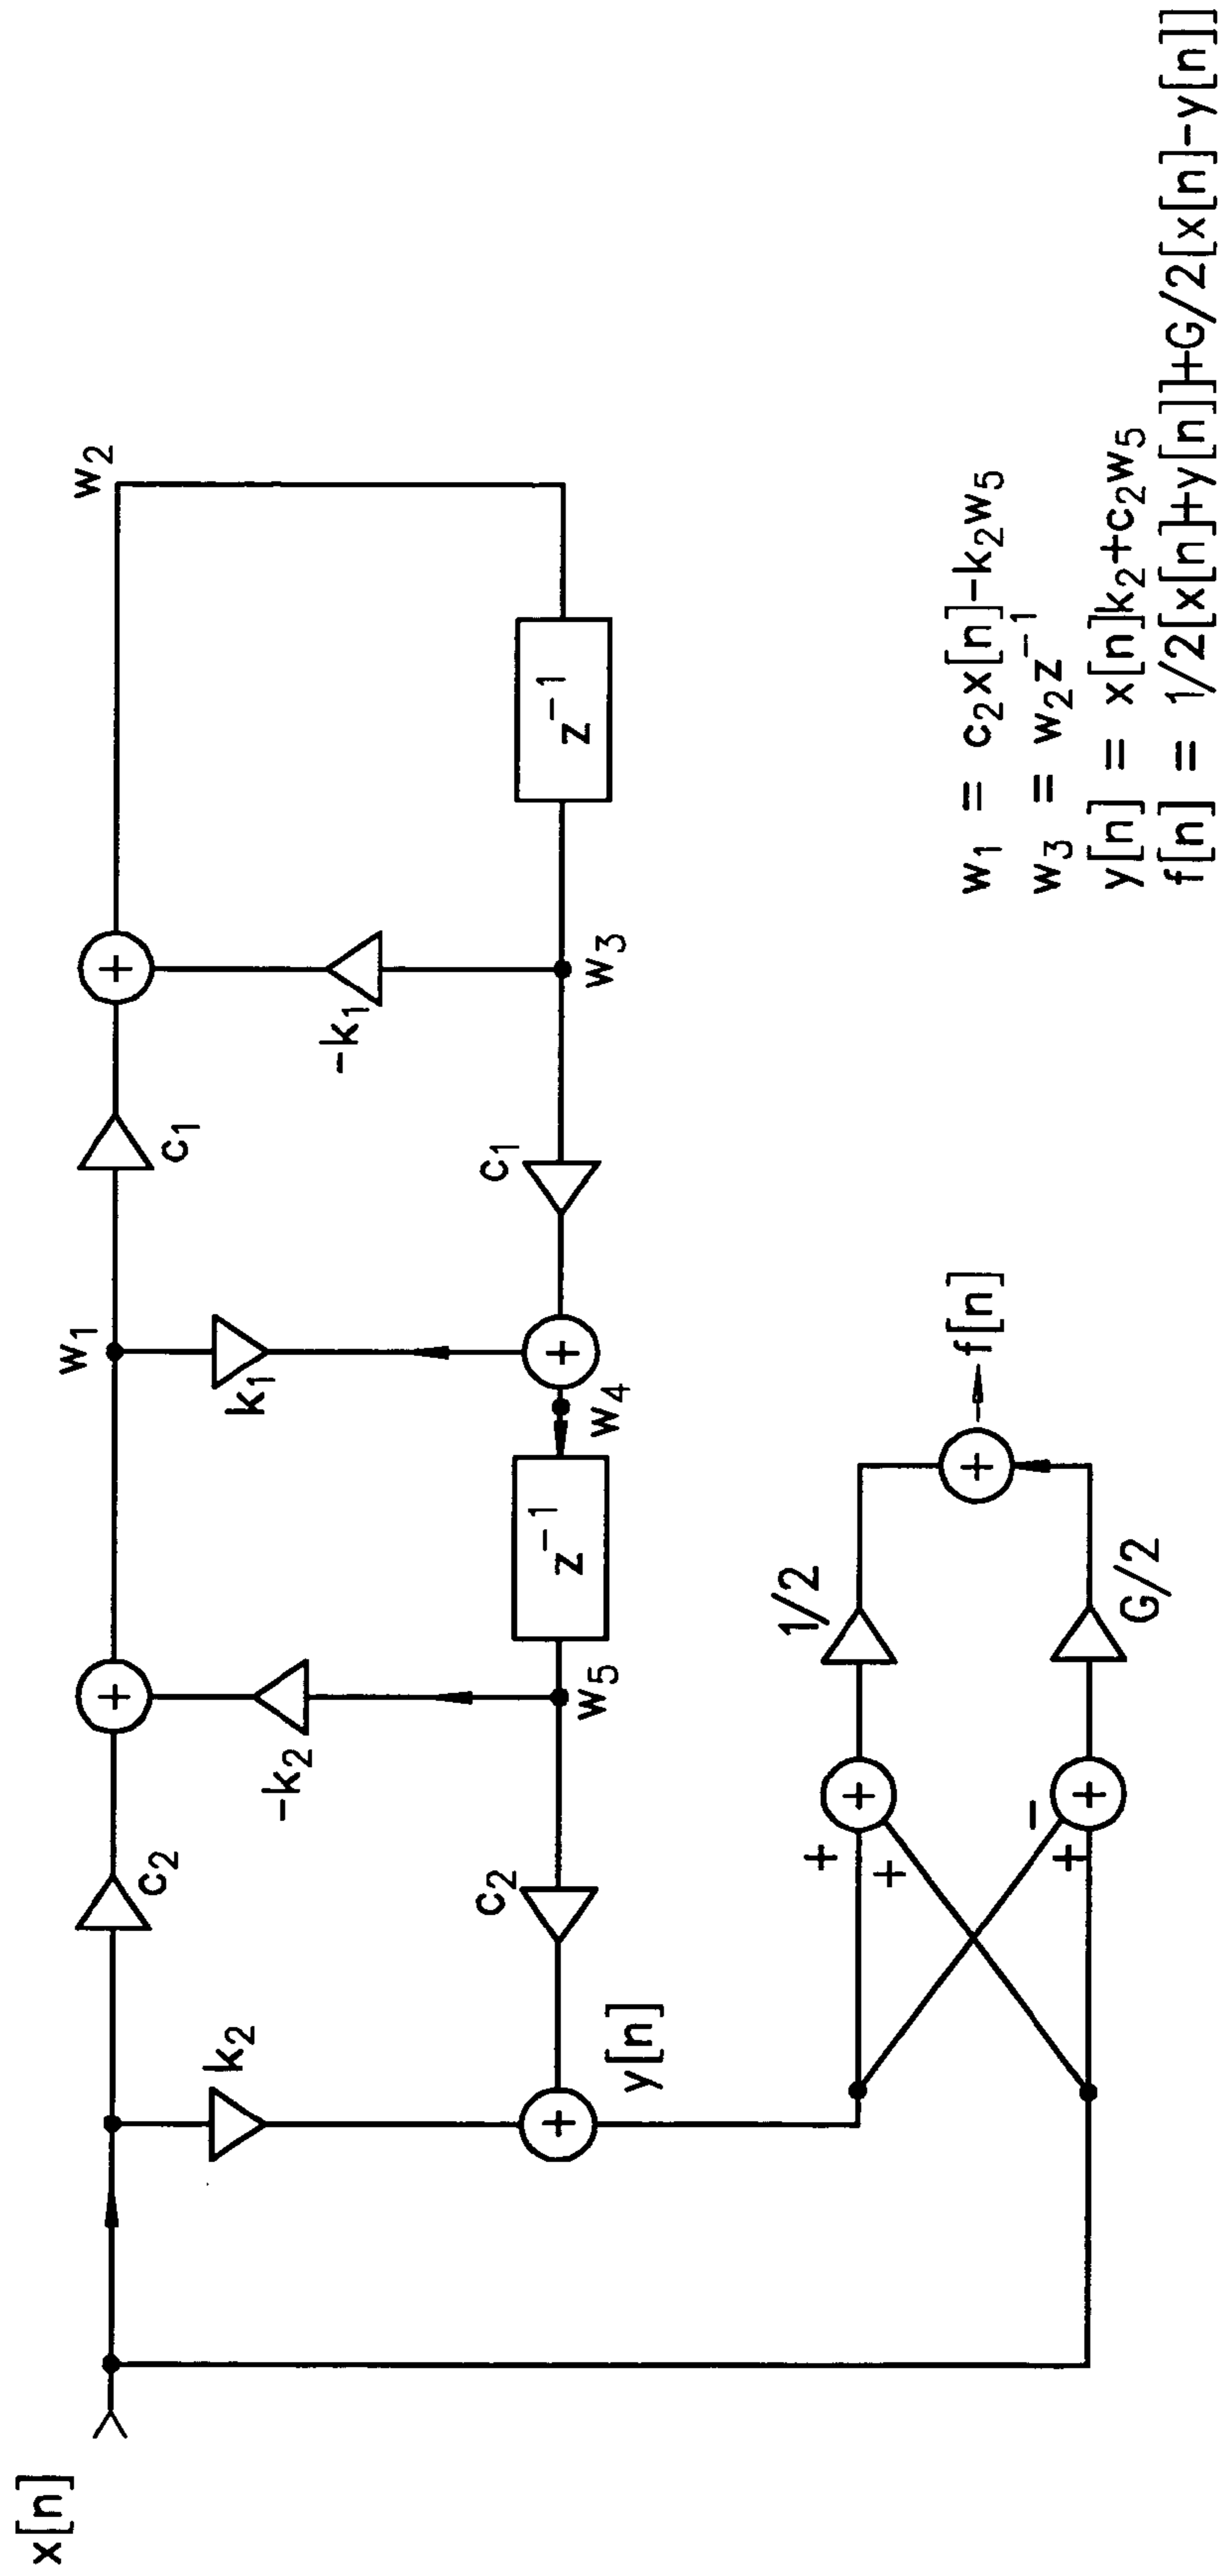 x[n]
c₂
w₁
c₁
w₂
k₂
-k₂
k₁
-k₁
z⁻¹
z⁻¹
c₂
w₅
w₄
c₁
w₃
y[n]
+
+
-
+
1/2
G/2
f[n]
+
+
+
+
+
+
+
w₁ = c₂x[n]-k₂w₅
w₃ = w₂z⁻¹
y[n] = x[n]k₂+c₂w₅
f[n] = 1/2[x[n]+y[n]]+G/2[x[n]-y[n]]